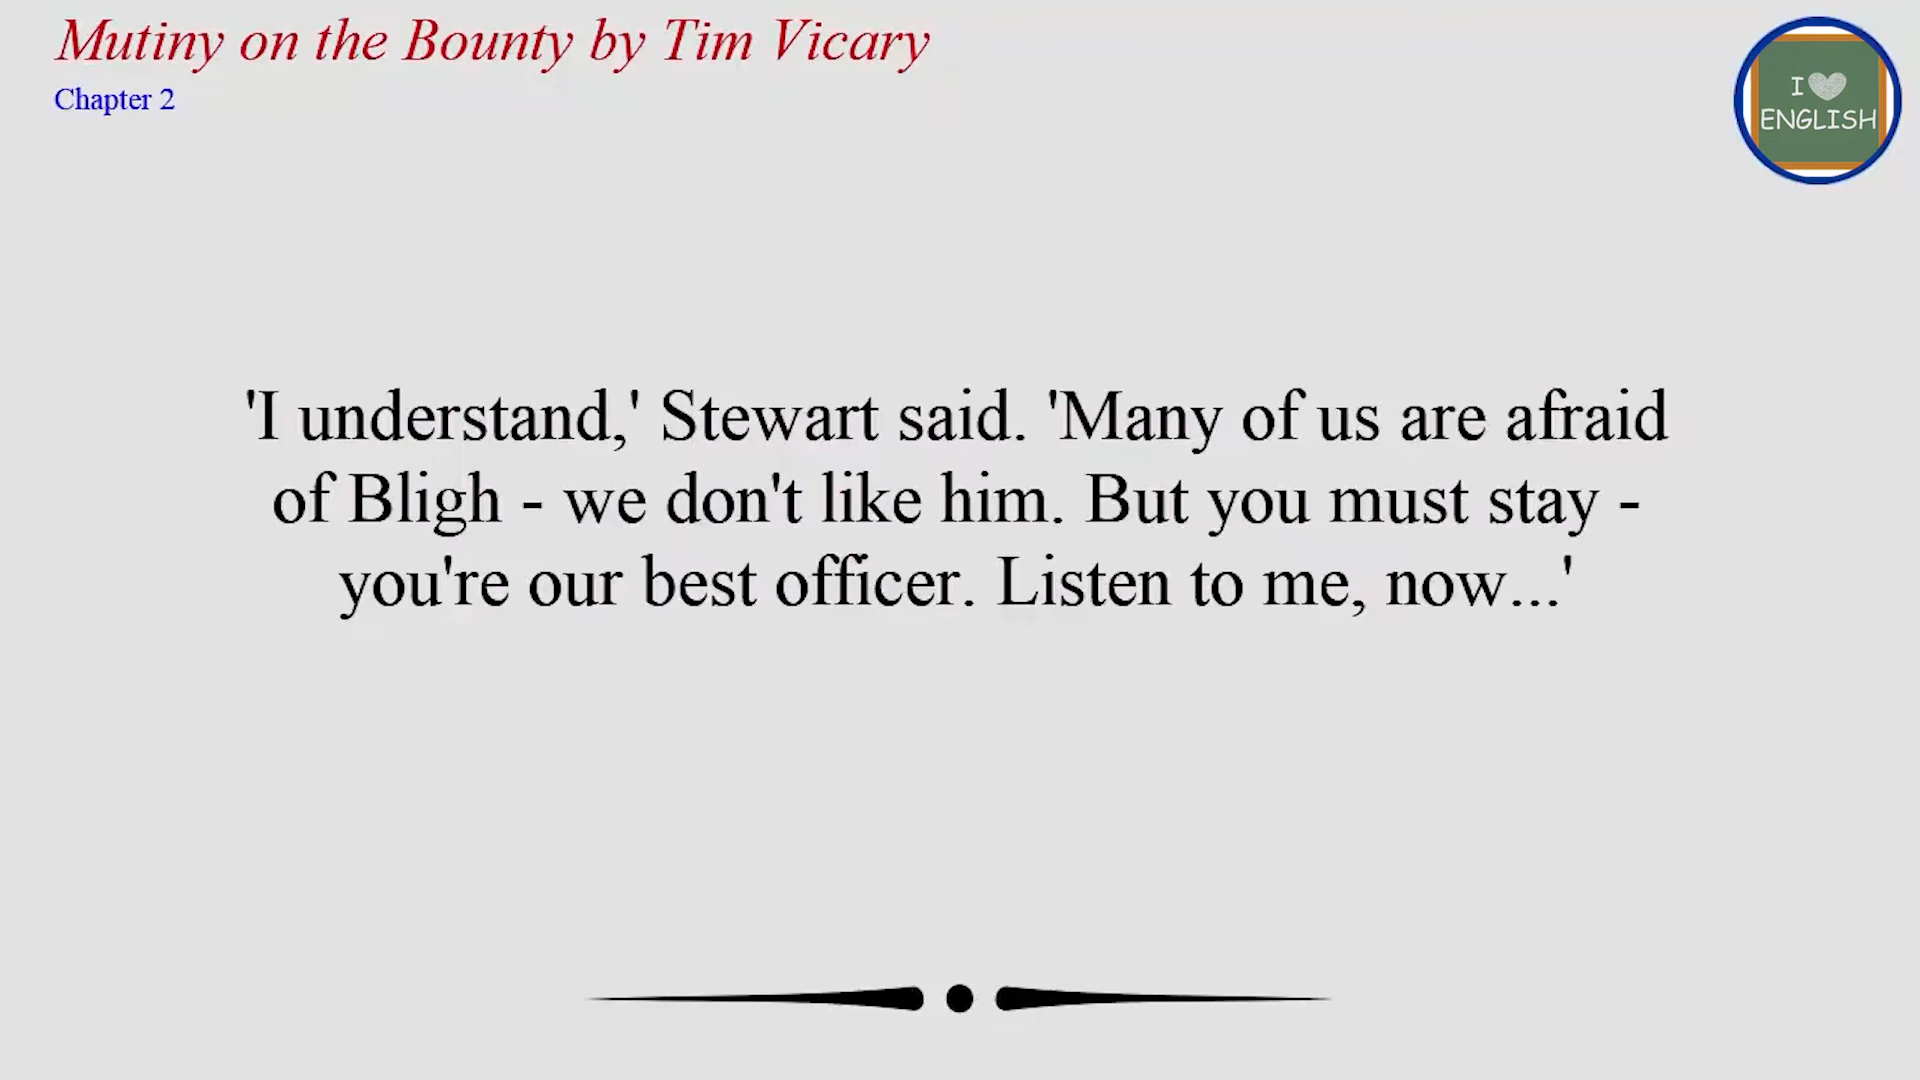 Mutiny on the Bounty by Tim Vicary
Chapter 2
I
ENGLISH
'I understand,' Stewart said. 'Many of us are afraid
of Bligh - we don't like him. But you must stay -
you're our best officer. Listen to me, now...'